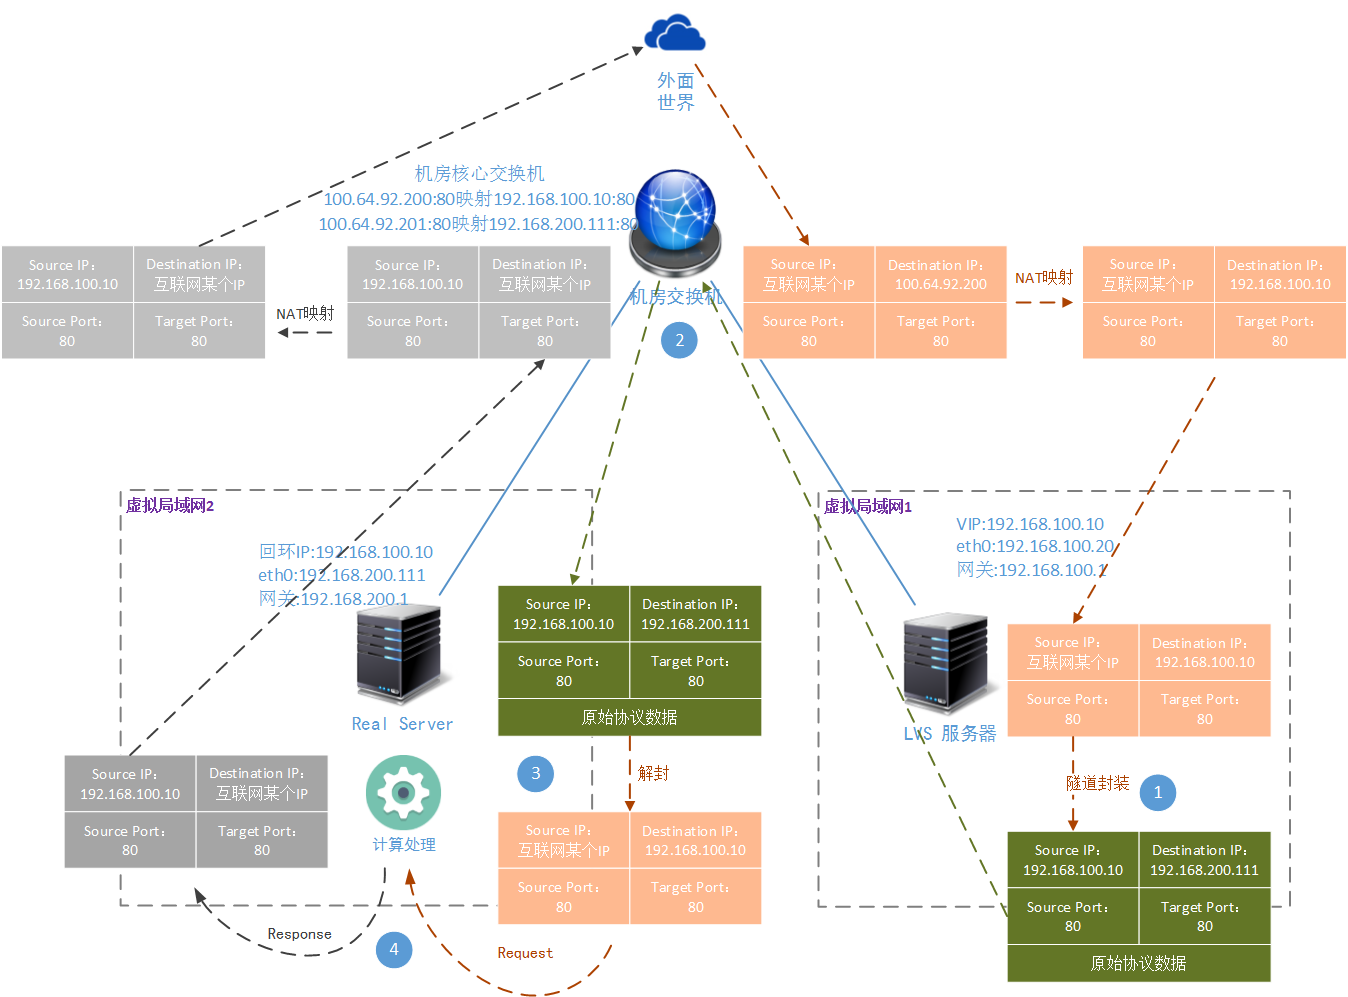 外面
世界
机房核心交换机
100.64.92.200:80映射192.168.100.10:80
100.64.92.201:80映射192.168.200.111:80
Source IP：
192.168.100.10
Destination IP：
互联网某个IP
Source Port：
80
Target Port：
80
NAT映射
Source IP：
192.168.100.10
Destination IP：
互联网某个IP
Source Port：
80
Target Port：
80
机房交换机
2
Source IP：
互联网某个IP
Destination IP：
100.64.92.200
Source Port：
80
Target Port：
80
NAT映射
Source IP：
互联网某个IP
Destination IP：
192.168.100.10
Source Port：
80
Target Port：
80
虚拟局域网2
回环IP:192.168.100.10
eth0:192.168.200.111
网关:192.168.200.1
Real Server
Source IP：
192.168.100.10
Destination IP：
192.168.200.111
Source Port：
80
Target Port：
80
原始协议数据
3
解封
Source IP：
互联网某个IP
Destination IP：
192.168.100.10
Source Port：
80
Target Port：
80
Source IP：
192.168.100.10
Destination IP：
互联网某个IP
Source Port：
80
Target Port：
80
计算处理
Response
4
Request
虚拟局域网1
VIP:192.168.100.10
eth0:192.168.100.20
网关:192.168.100.1
LVS 服务器
Source IP：
互联网某个IP
Destination IP：
192.168.100.10
Source Port：
80
Target Port：
80
隧道封装
1
Source IP：
192.168.100.10
Destination IP：
192.168.200.111
Source Port：
80
Target Port：
80
原始协议数据